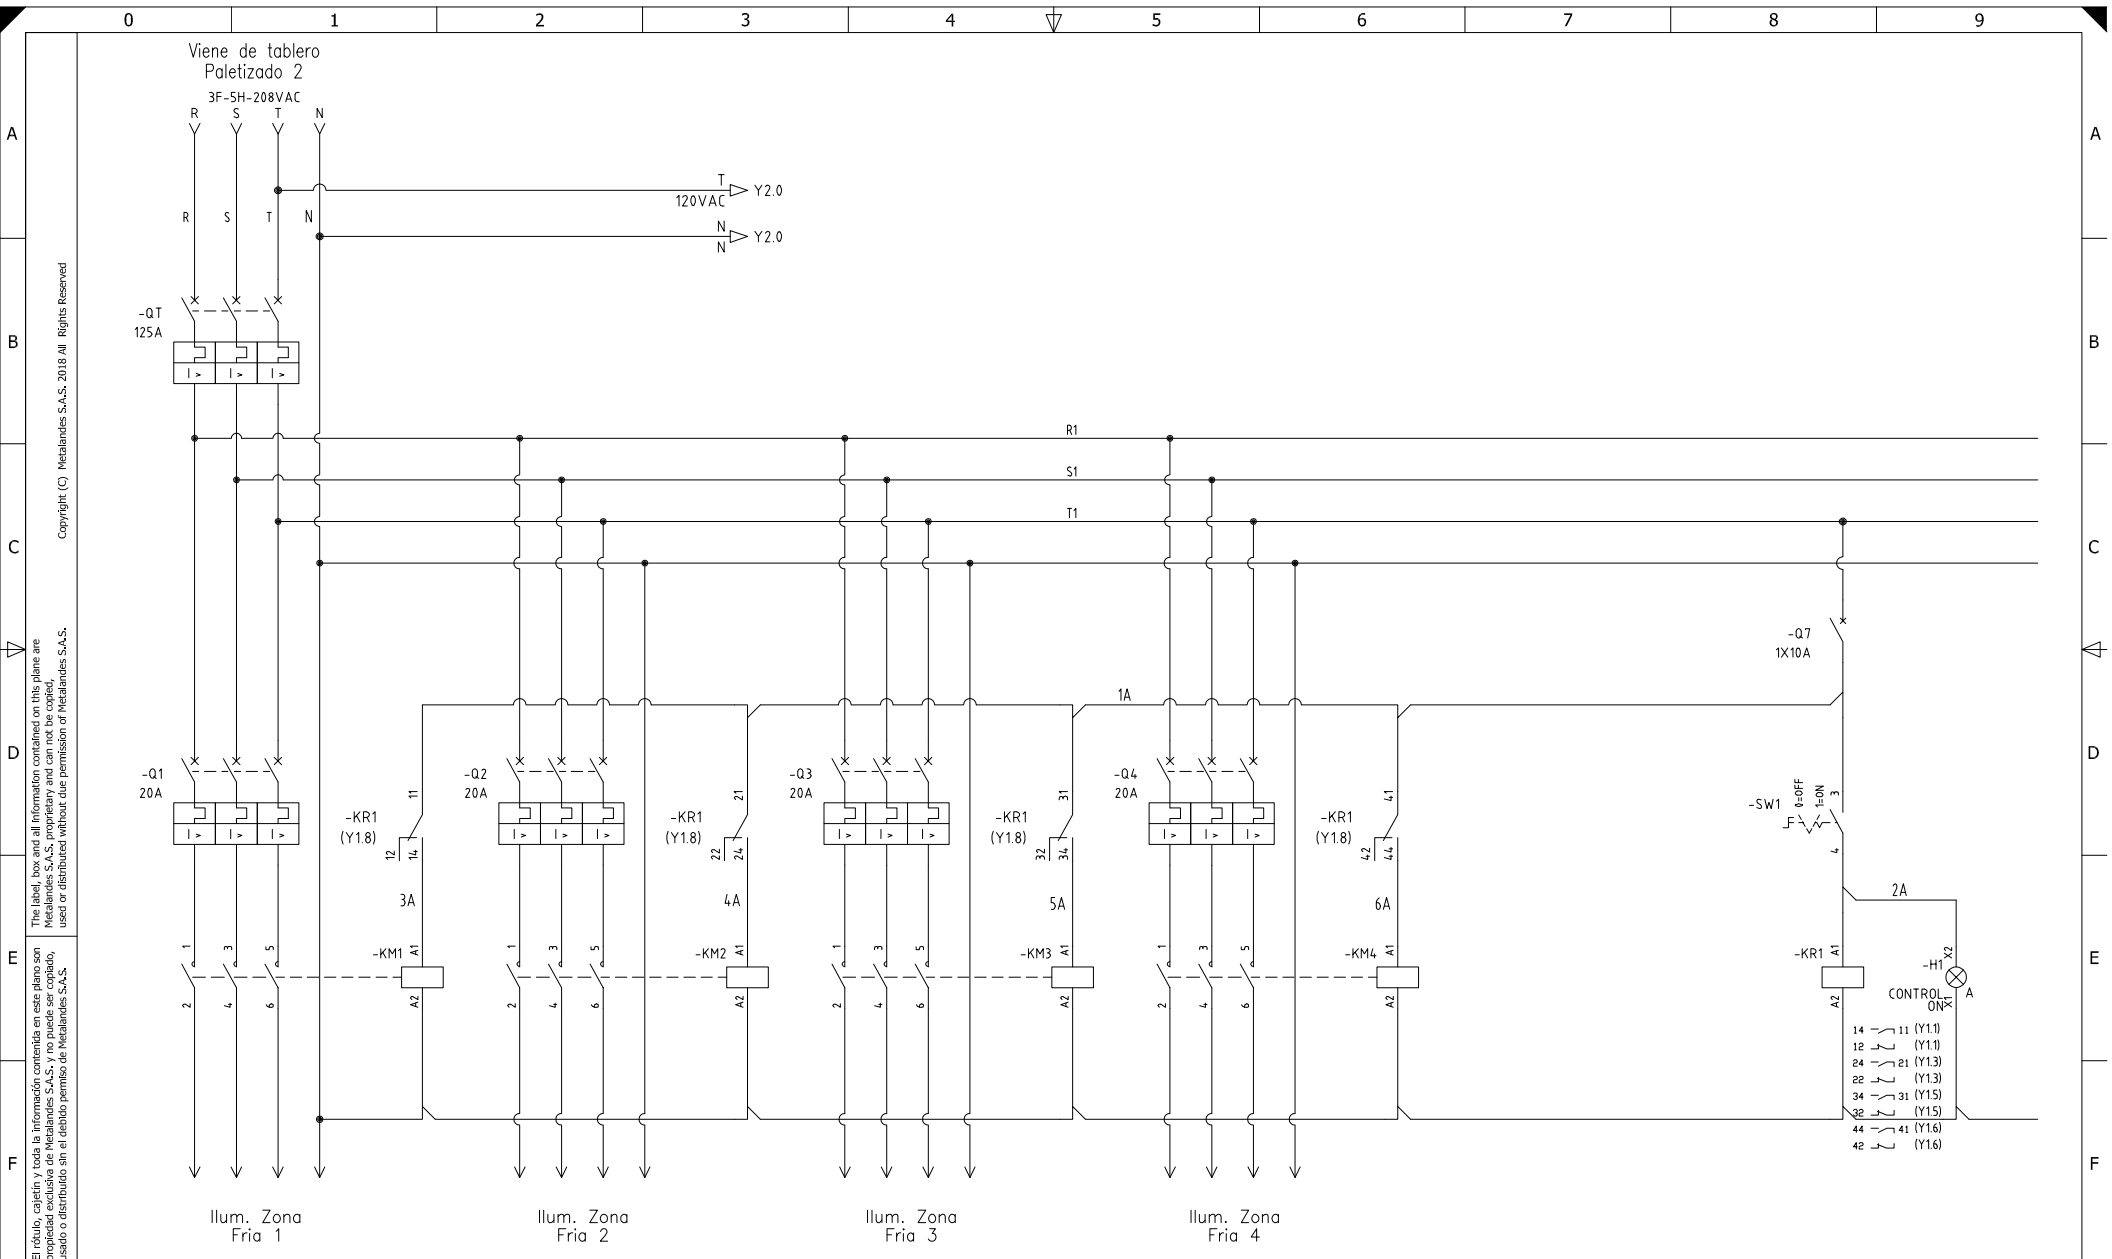 0 1 2 3 4 5 6 7 8 9
Viene de tablero
Paletizado 2
3F-5H-208VAC
R S T N
A A
T
120VAC Y2.0
R S T N
N
N Y2.0
-QT
125A
B B
I > I > I >
R1
S1
T1
C C
-Q7
1X10A
1A
D D
-Q1
20A
I > I > I >
11
-KR1
(Y1.8)
12 14
3A
-Q2
20A
I > I > I >
21
-KR1
(Y1.8)
22 24
4A
-Q3
20A
I > I > I >
31
-KR1
(Y1.8)
32 34
5A
-Q4
20A
I > I > I >
41
-KR1
(Y1.8)
42 44
6A
-SW1
0=OFF
1=ON
3
4
2A
E E
1 3 5
2 4 6
-KM1
A1
A2
1 3 5
2 4 6
-KM2
A1
A2
1 3 5
2 4 6
-KM3
A1
A2
1 3 5
2 4 6
-KM4
A1
A2
-KR1
A1
A2
X2
-H1
A
CONTROL
ON
X1
14 11 (Y1.1)
12 (Y1.1)
24 21 (Y1.3)
22 (Y1.3)
34 31 (Y1.5)
32 (Y1.5)
44 41 (Y1.6)
42 (Y1.6)
F F
Ilum. Zona
Fria 1
Ilum. Zona
Fria 2
Ilum. Zona
Fria 3
Ilum. Zona
Fria 4
Copyright (C) Metalandes S.A.S. 2018 All Rights Reserved
The label, box and all information contained on this plane are
Metalandes S.A.S. proprietary and can not be copied,
used or distributed without due permission of Metalandes S.A.S.
El rótulo, cajetín y toda la información contenida en este plano son
propiedad exclusiva de Metalandes S.A.S. y no puede ser copiado,
usado o distribuido sin el debido permiso de Metalandes S.A.S.